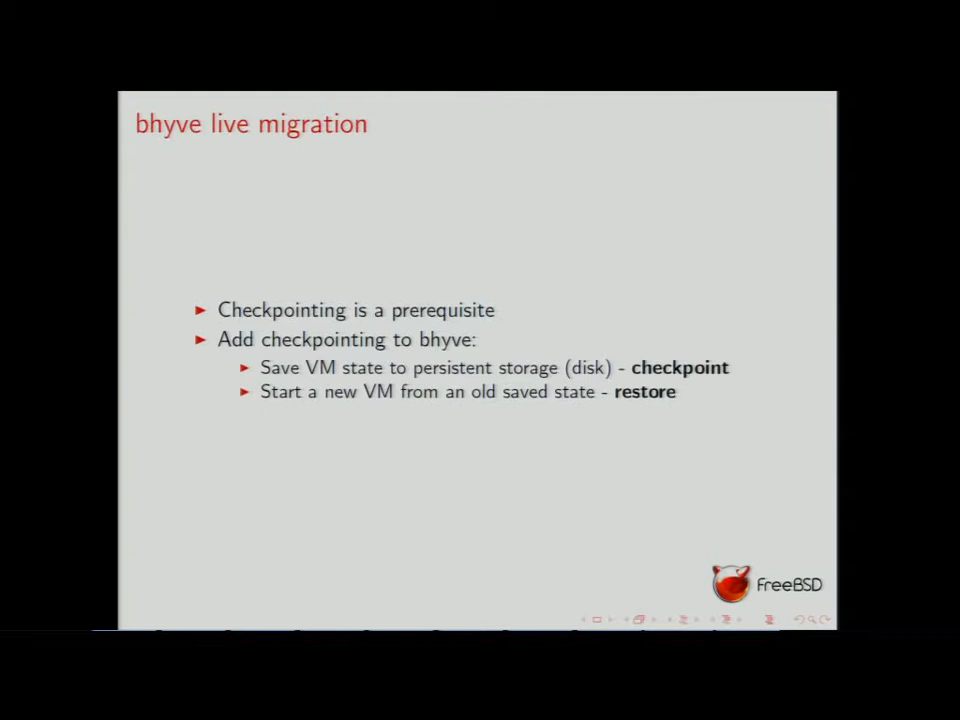 bhyve live migration
Checkpointing is a prerequisite
Add checkpointing to bhyve:
Save VM state to persistent storage (disk) - checkpoint
Start a new VM from an old saved state - restore
FreeBSD